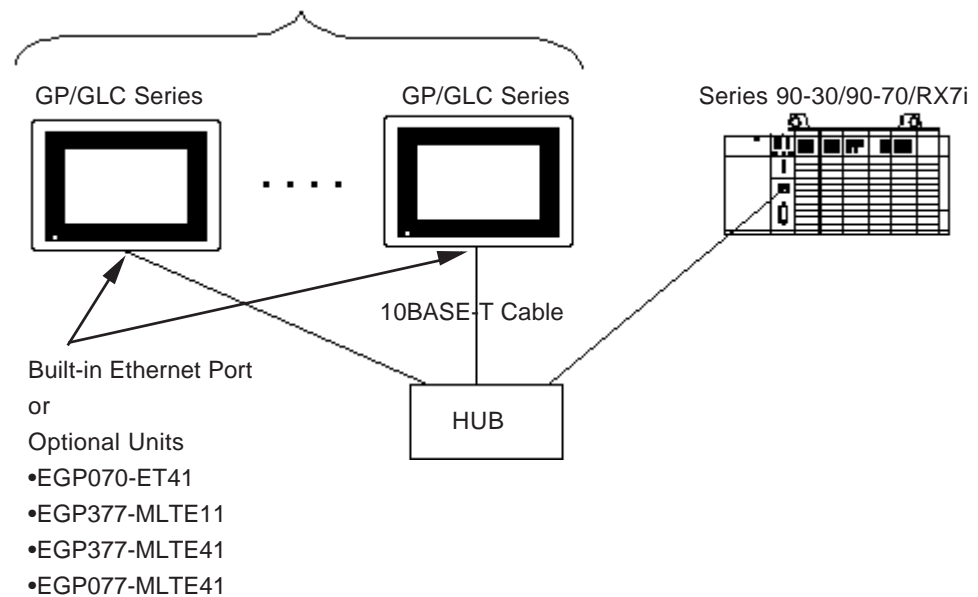 GP/GLC Series
GP/GLC Series
Series 90-30/90-70/RX7i
10BASE-T Cable
Built-in Ethernet Port
or
Optional Units
•EGP070-ET41
•EGP377-MLTE11
•EGP377-MLTE41
•EGP077-MLTE41
HUB